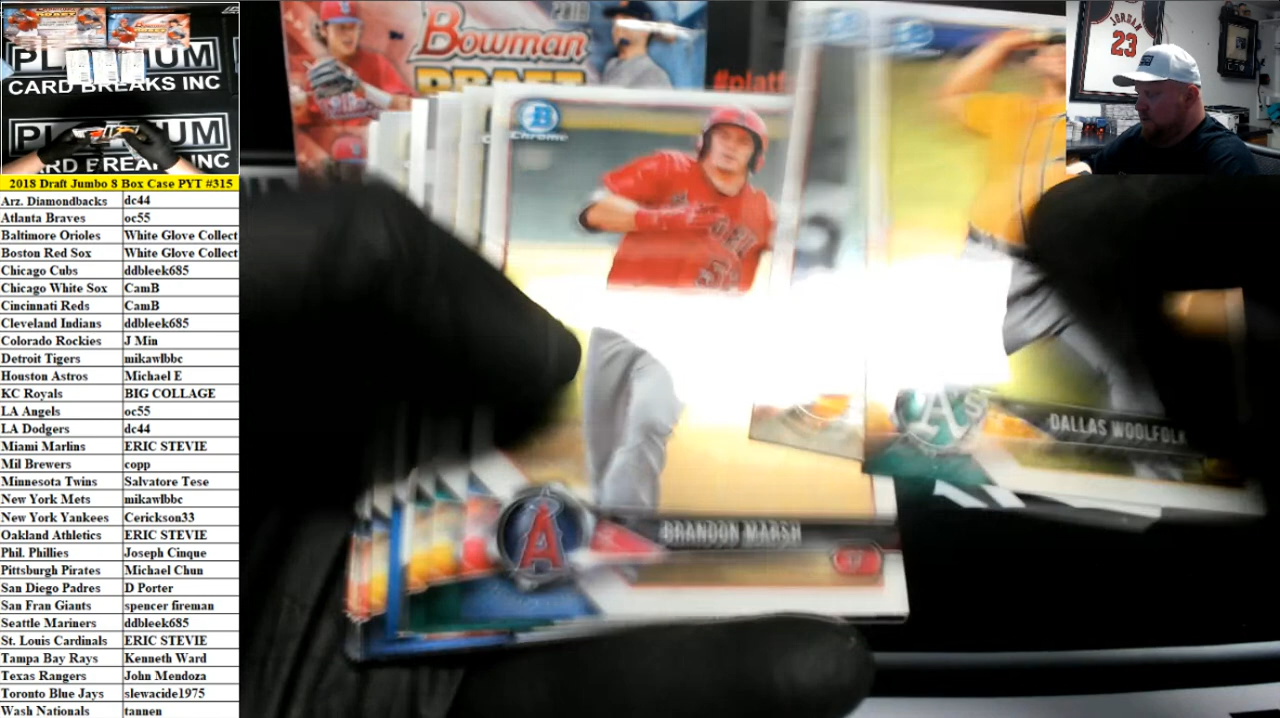 PLATINUM
CARD BREAKS INC
PLATINUM
CARD BREAKS INC
2018 Draft Jumbo 8 Box Case PYT #315
Arz. Diamondbacks dc44
Atlanta Braves oc55
Baltimore Orioles White Glove Collect
Boston Red Sox White Glove Collect
Chicago Cubs ddbleek685
Chicago White Sox CamB
Cincinnati Reds CamB
Cleveland Indians ddbleek685
Colorado Rockies J Min
Detroit Tigers mikawlbbc
Houston Astros Michael E
KC Royals BIG COLLAGE
LA Angels oc55
LA Dodgers dc44
Miami Marlins ERIC STEVIE
Mil Brewers copp
Minnesota Twins Salvatore Tese
New York Mets mikawlbbc
New York Yankees Cerickson33
Oakland Athletics ERIC STEVIE
Phil. Phillies Joseph Cinque
Pittsburgh Pirates Michael Chun
San Diego Padres D Porter
San Fran Giants spencer fireman
Seattle Mariners ddbleek685
St. Louis Cardinals ERIC STEVIE
Tampa Bay Rays Kenneth Ward
Texas Rangers John Mendoza
Toronto Blue Jays slewacide1975
Wash Nationals tannen
Bowman
DRAFT
#plat
B
Chrome
A
BRANDON MARSH
A's
DALLAS WOOLFOLK
JORDAN
23